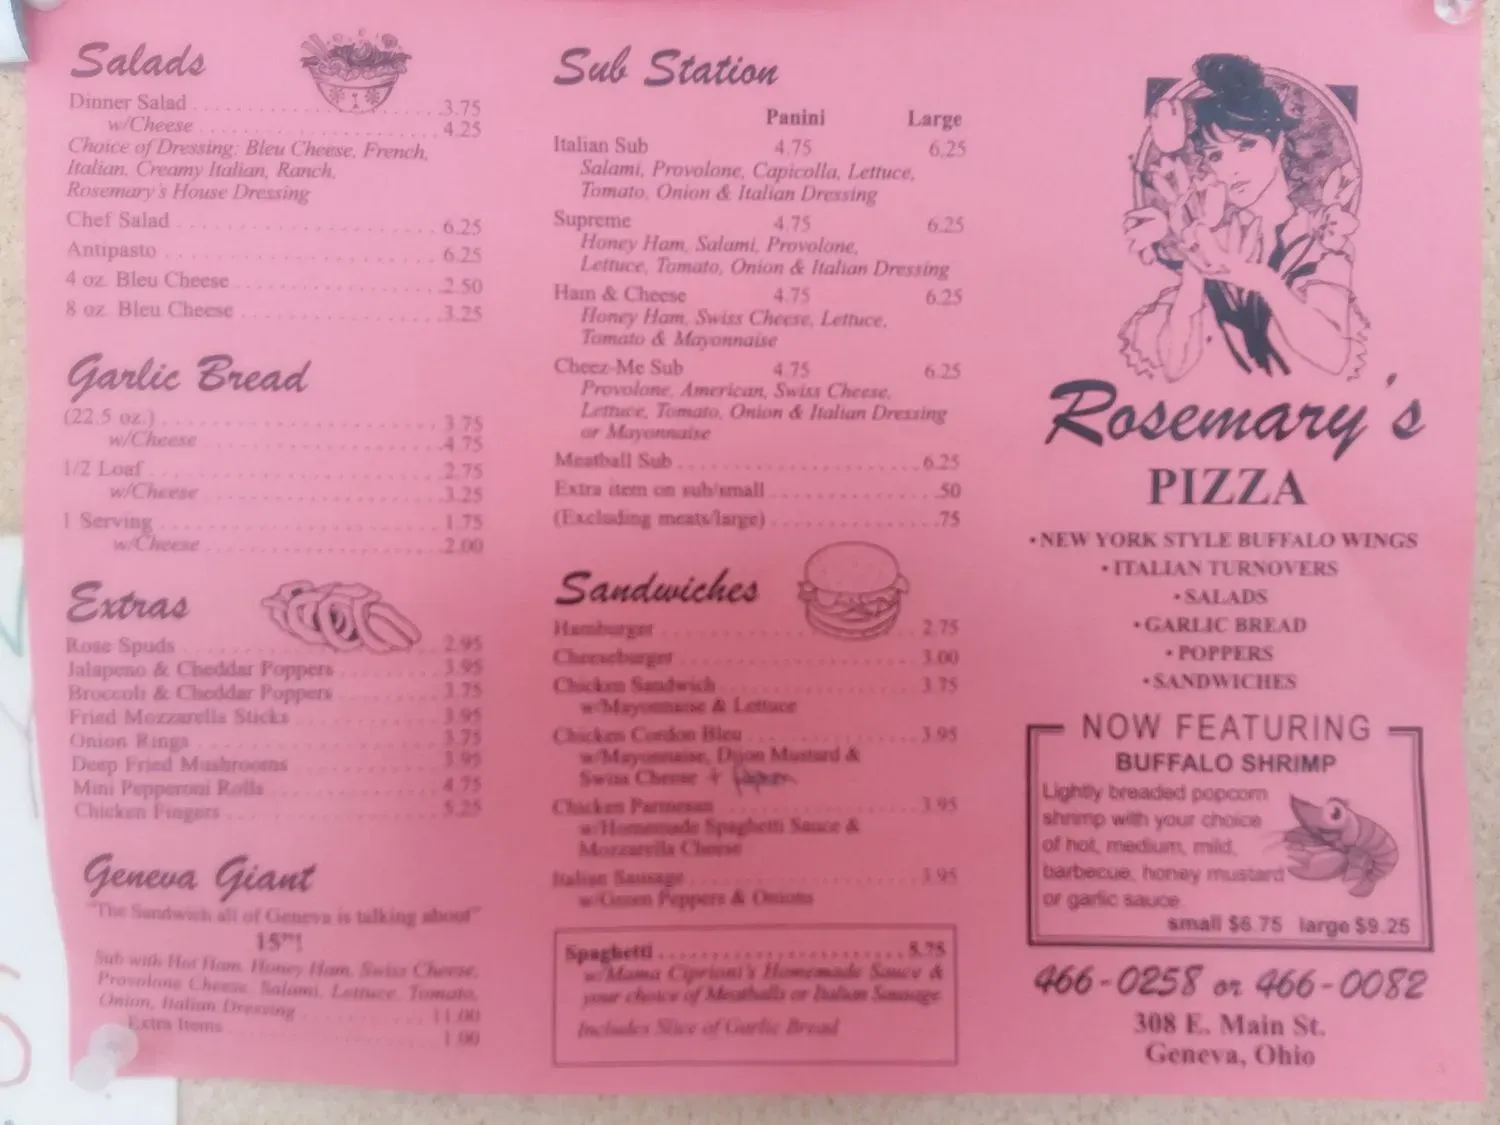 Salads
Dinner Salad 3.75
w/Cheese 4.25
Choice of Dressing: Bleu Cheese, French,
Italian, Creamy Italian, Ranch,
Rosemary's House Dressing
Chef Salad 6.25
Antipasto 6.25
4 oz. Bleu Cheese 2.50
8 oz. Bleu Cheese 3.25
Garlic Bread
(22.5 oz.) 3.75
w/Cheese 4.75
1/2 Loaf 2.75
w/Cheese 3.25
1 Serving 1.75
w/Cheese 2.00
Extras
Rose Spuds 2.95
Jalapeno & Cheddar Poppers 3.95
Broccoli & Cheddar Poppers 3.75
Fried Mozzarella Sticks 3.95
Onion Rings 3.75
Deep Fried Mushrooms 3.95
Mini Pepperoni Rolls 4.75
Chicken Fingers 5.25
Geneva Giant
"The Sandwich all of Geneva is talking about"
15"!
Sub with Hot Ham, Honey Ham, Swiss Cheese,
Provolone Cheese, Salami, Lettuce, Tomato,
Onion, Italian Dressing 11.00
Extra Items 1.00
Sub Station
Panini Large
Italian Sub 4.75 6.25
Salami, Provolone, Capicolla, Lettuce,
Tomato, Onion & Italian Dressing
Supreme 4.75 6.25
Honey Ham, Salami, Provolone,
Lettuce, Tomato, Onion & Italian Dressing
Ham & Cheese 4.75 6.25
Honey Ham, Swiss Cheese, Lettuce,
Tomato & Mayonnaise
Cheez-Me Sub 4.75 6.25
Provolone, American, Swiss Cheese,
Lettuce, Tomato, Onion & Italian Dressing
or Mayonnaise
Meatball Sub 6.25
Extra item on sub/small .50
(Excluding meats/large) .75
Sandwiches
Hamburger 2.75
Cheeseburger 3.00
Chicken Sandwich 3.75
w/Mayonnaise & Lettuce
Chicken Cordon Bleu 3.95
w/Mayonnaise, Dijon Mustard &
Swiss Cheese +
Chicken Parmesan 3.95
w/Homemade Spaghetti Sauce &
Mozzarella Cheese
Italian Sausage 3.95
w/Green Peppers & Onions
Spaghetti 5.75
w/Mama Ciprioni's Homemade Sauce &
your choice of Meatballs or Italian Sausage
Includes Slice of Garlic Bread
Rosemary's
PIZZA
• NEW YORK STYLE BUFFALO WINGS
• ITALIAN TURNOVERS
• SALADS
• GARLIC BREAD
• POPPERS
• SANDWICHES
NOW FEATURING
BUFFALO SHRIMP
Lightly breaded popcorn
shrimp with your choice
of hot, medium, mild,
barbecue, honey mustard
or garlic sauce.
small $6.75 large $9.25
466-0258 or 466-0082
308 E. Main St.
Geneva, Ohio